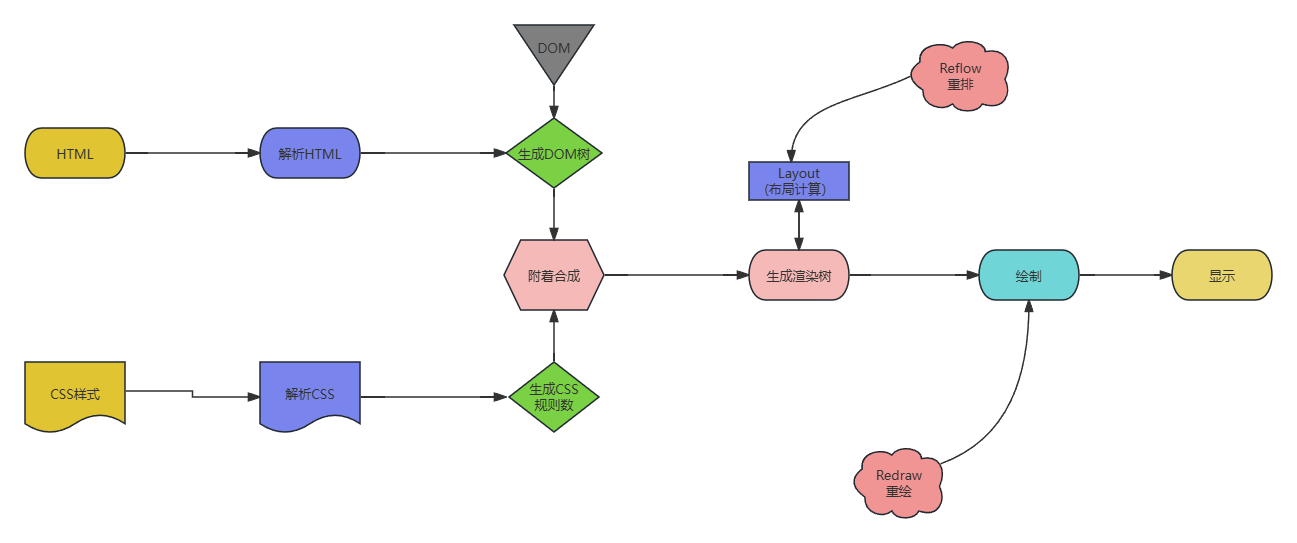 DOM
Reflow
重排
HTML
解析HTML
生成DOM树
Layout
(布局计算)
附着合成
生成渲染树
绘制
显示
CSS样式
解析CSS
生成CSS
规则数
Redraw
重绘